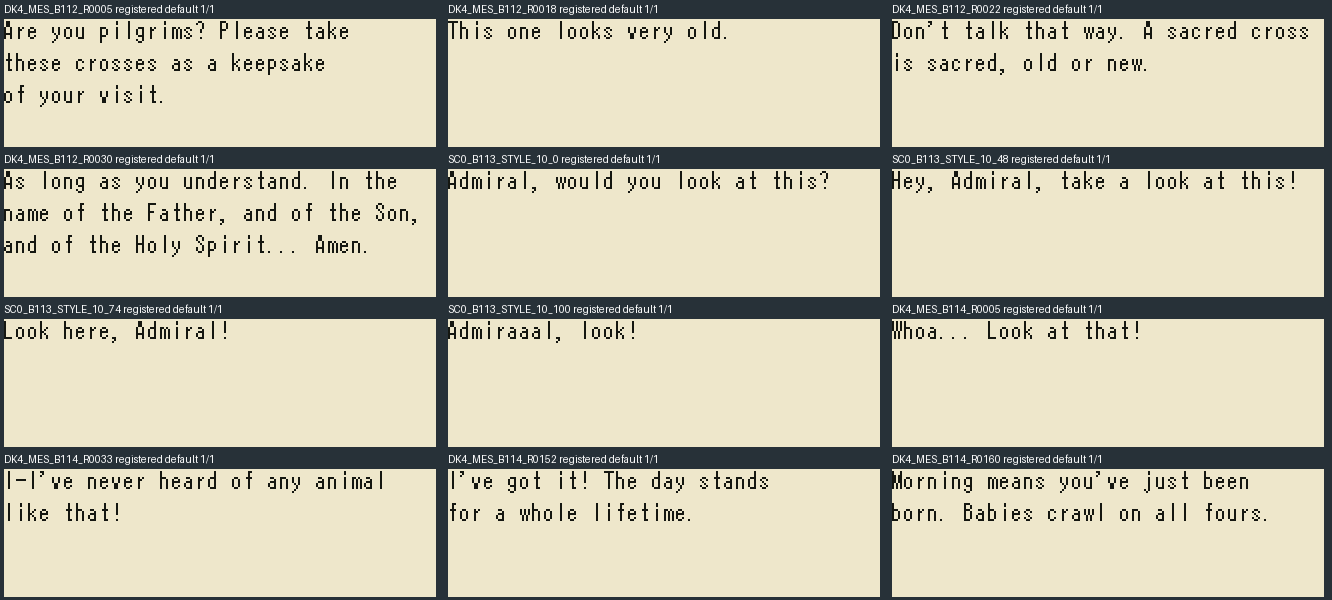 DK4_MES_B112_R0005 registered default 1/1
Are you pilgrims? Please take
these crosses as a keepsake
of your visit.
DK4_MES_B112_R0018 registered default 1/1
This one looks very old.
DK4_MES_B112_R0022 registered default 1/1
Don't talk that way. A sacred cross
is sacred, old or new.
DK4_MES_B112_R0030 registered default 1/1
As long as you understand. In the
name of the Father, and of the Son,
and of the Holy Spirit... Amen.
SC0_B113_STYLE_10_0 registered default 1/1
Admiral, would you look at this?
SC0_B113_STYLE_10_48 registered default 1/1
Hey, Admiral, take a look at this!
SC0_B113_STYLE_10_74 registered default 1/1
Look here, Admiral!
SC0_B113_STYLE_10_100 registered default 1/1
Admiraaal, look!
DK4_MES_B114_R0005 registered default 1/1
Whoa... Look at that!
DK4_MES_B114_R0033 registered default 1/1
I-I've never heard of any animal
like that!
DK4_MES_B114_R0152 registered default 1/1
I've got it! The day stands
for a whole lifetime.
DK4_MES_B114_R0160 registered default 1/1
Morning means you've just been
born. Babies crawl on all fours.